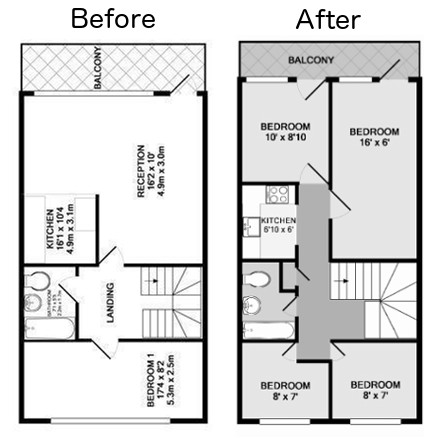 Before
After
BALCONY
RECEPTION
16'2 x 10'
4.9m x 3.0m
KITCHEN
16'1 x 10'4
4.9m x 3.1m
BATHROOM
LANDING
BEDROOM 1
17'4 x 8'2
5.3m x 2.5m
BALCONY
BEDROOM
10' x 8'10
BEDROOM
16' x 6'
KITCHEN
6'10 x 6'
BEDROOM
8' x 7'
BEDROOM
8' x 7'